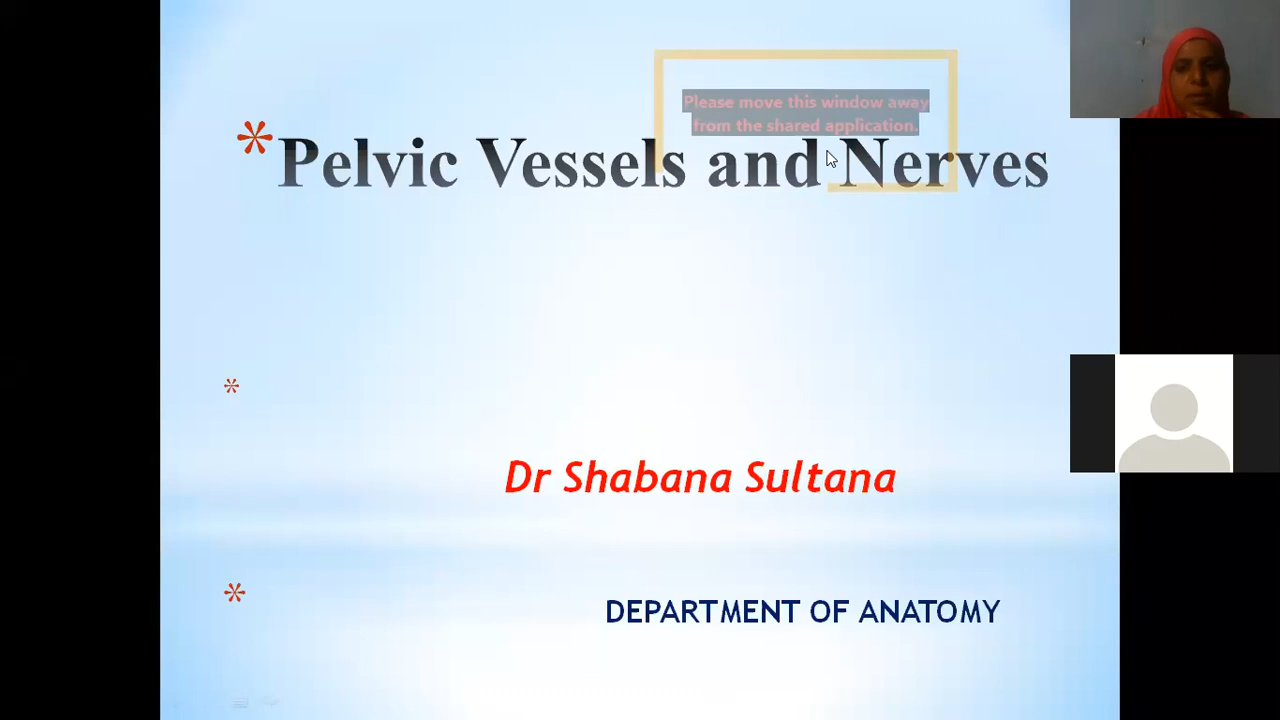 Please move this window away
from the shared application.
* Pelvic Vessels and Nerves
*
Dr Shabana Sultana
*
DEPARTMENT OF ANATOMY